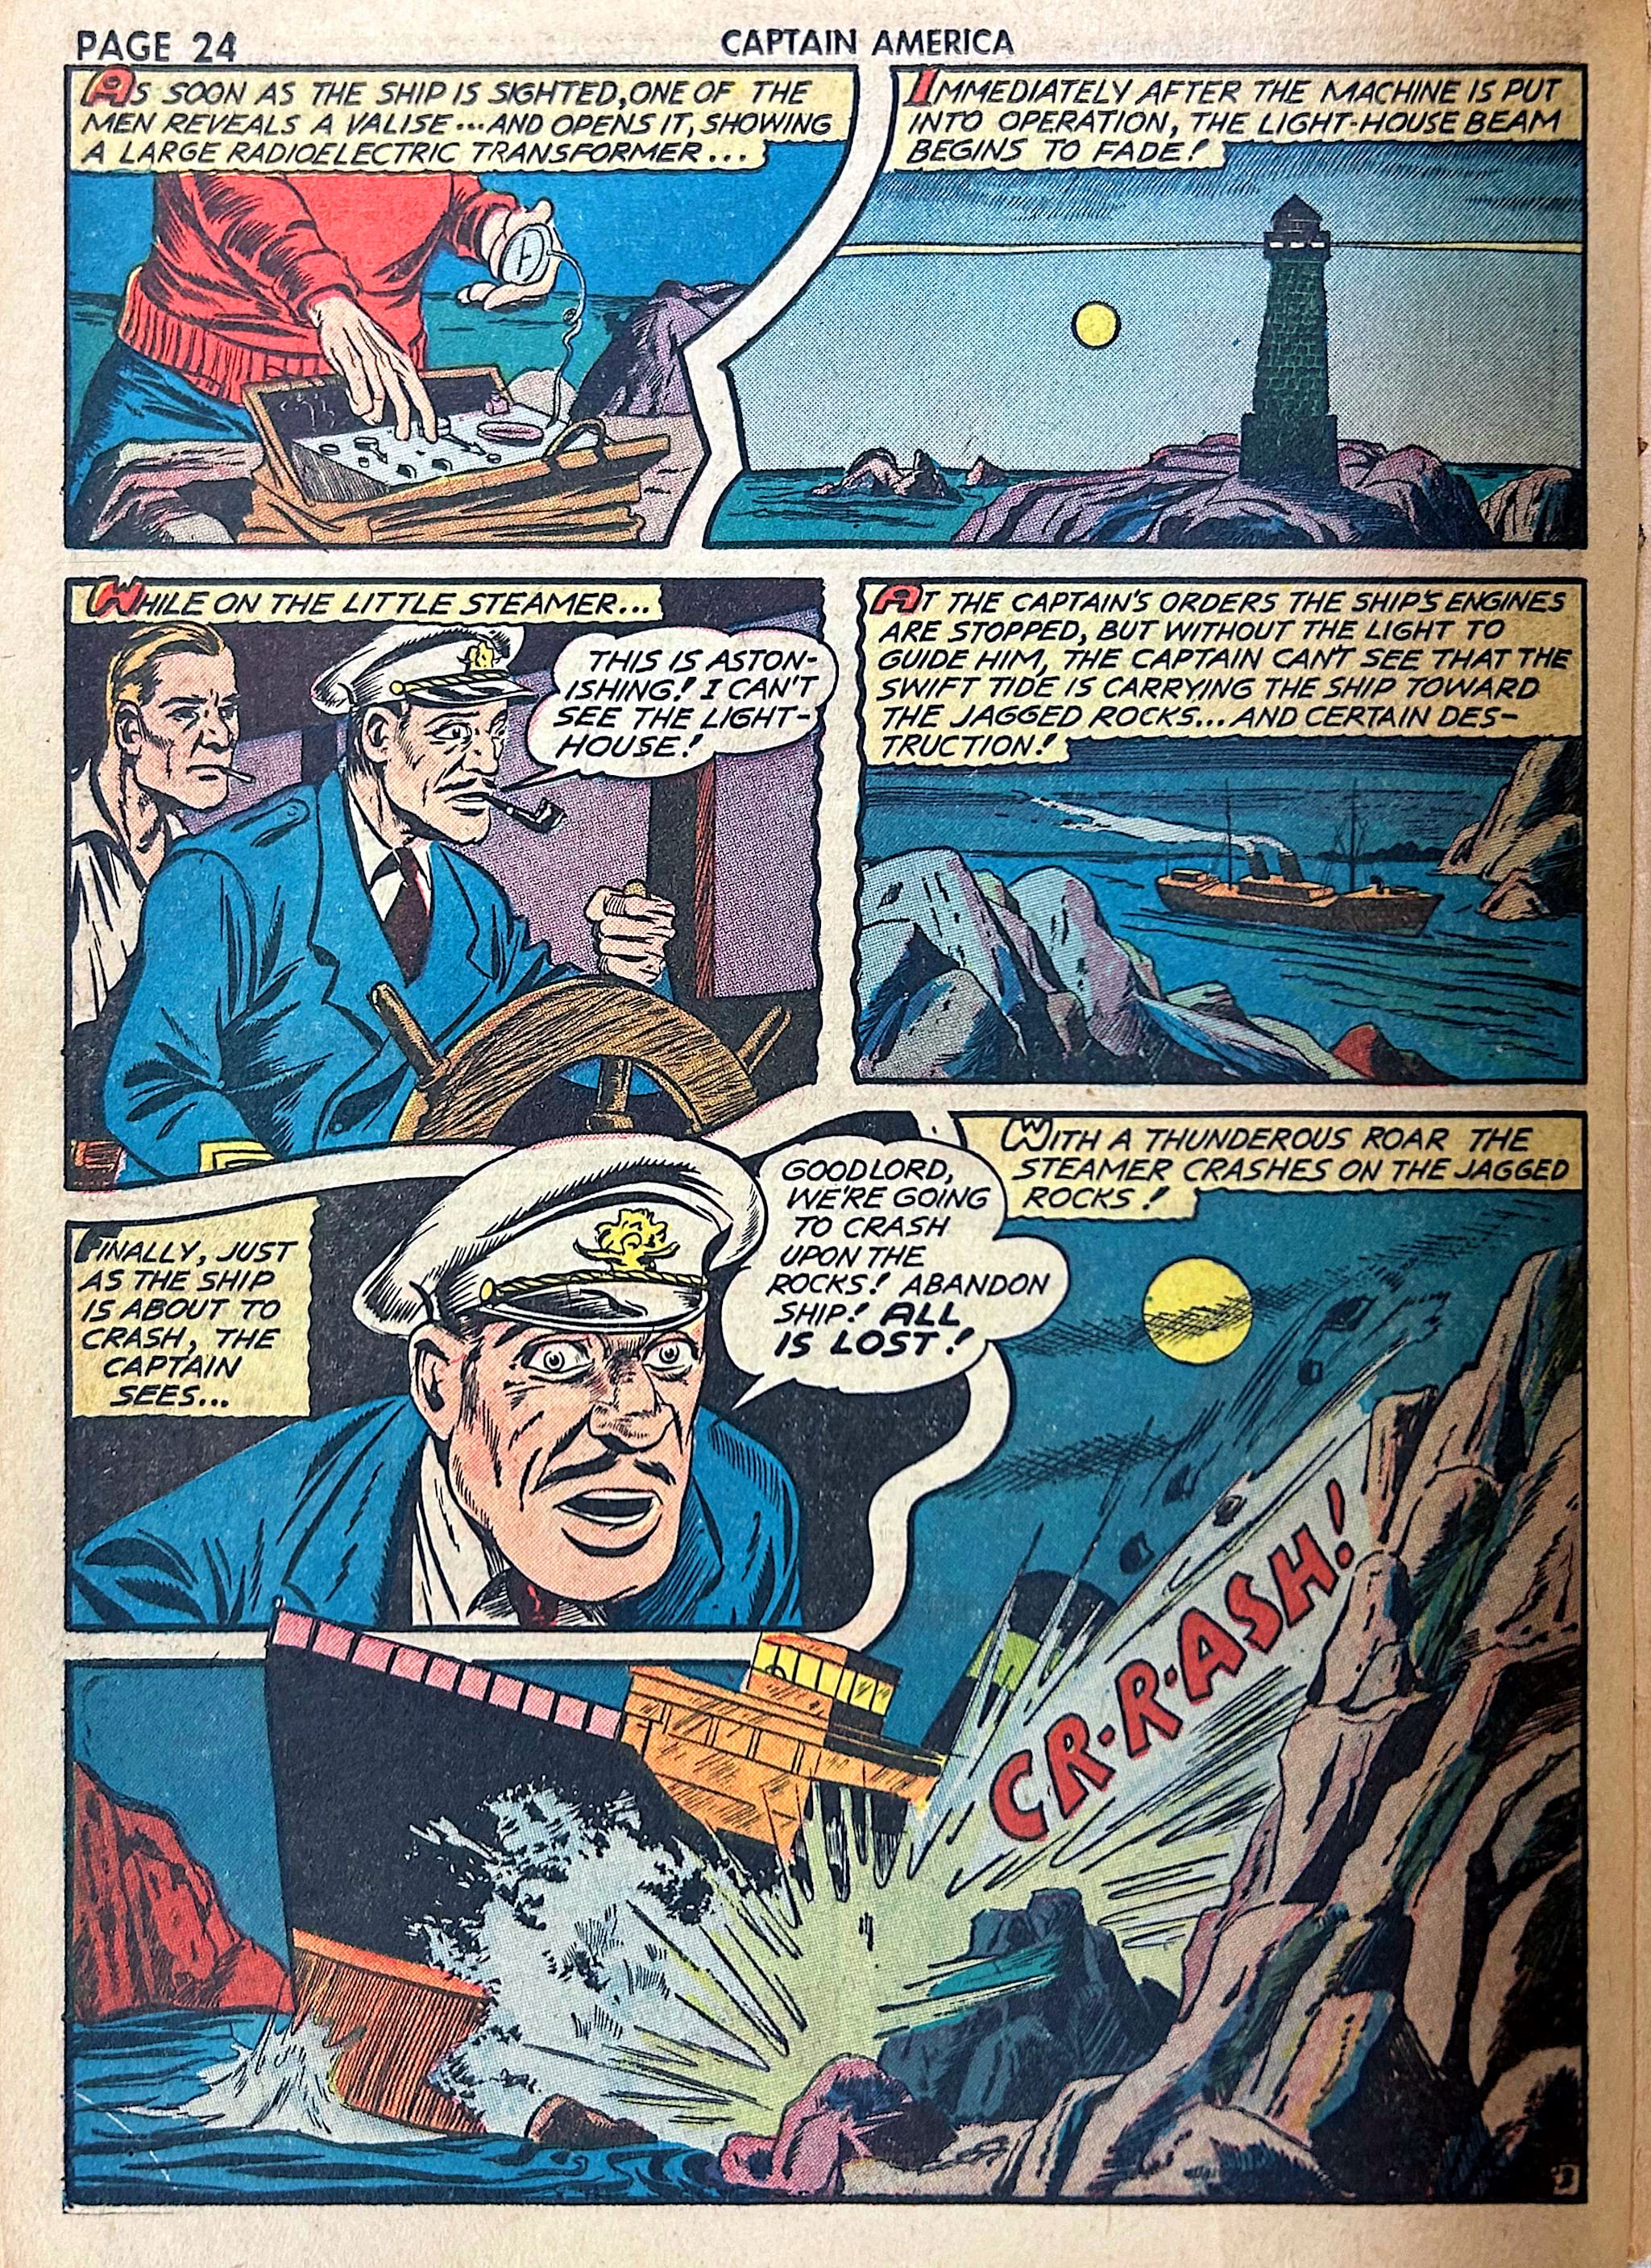 PAGE 24
CAPTAIN AMERICA
AS SOON AS THE SHIP IS SIGHTED, ONE OF THE
MEN REVEALS A VALISE...AND OPENS IT, SHOWING
A LARGE RADIOELECTRIC TRANSFORMER...
IMMEDIATELY AFTER THE MACHINE IS PUT
INTO OPERATION, THE LIGHT-HOUSE BEAM
BEGINS TO FADE!
WHILE ON THE LITTLE STEAMER...
THIS IS ASTON-
ISHING! I CAN'T
SEE THE LIGHT-
HOUSE!
AT THE CAPTAIN'S ORDERS THE SHIP'S ENGINES
ARE STOPPED, BUT WITHOUT THE LIGHT TO
GUIDE HIM, THE CAPTAIN CAN'T SEE THAT THE
SWIFT TIDE IS CARRYING THE SHIP TOWARD
THE JAGGED ROCKS... AND CERTAIN DES-
TRUCTION!
FINALLY, JUST
AS THE SHIP
IS ABOUT TO
CRASH, THE
CAPTAIN
SEES...
GOOD LORD,
WE'RE GOING
TO CRASH
UPON THE
ROCKS! ABANDON
SHIP! ALL
IS LOST!
WITH A THUNDEROUS ROAR THE
STEAMER CRASHES ON THE JAGGED
ROCKS!
CR-R-ASH!
3